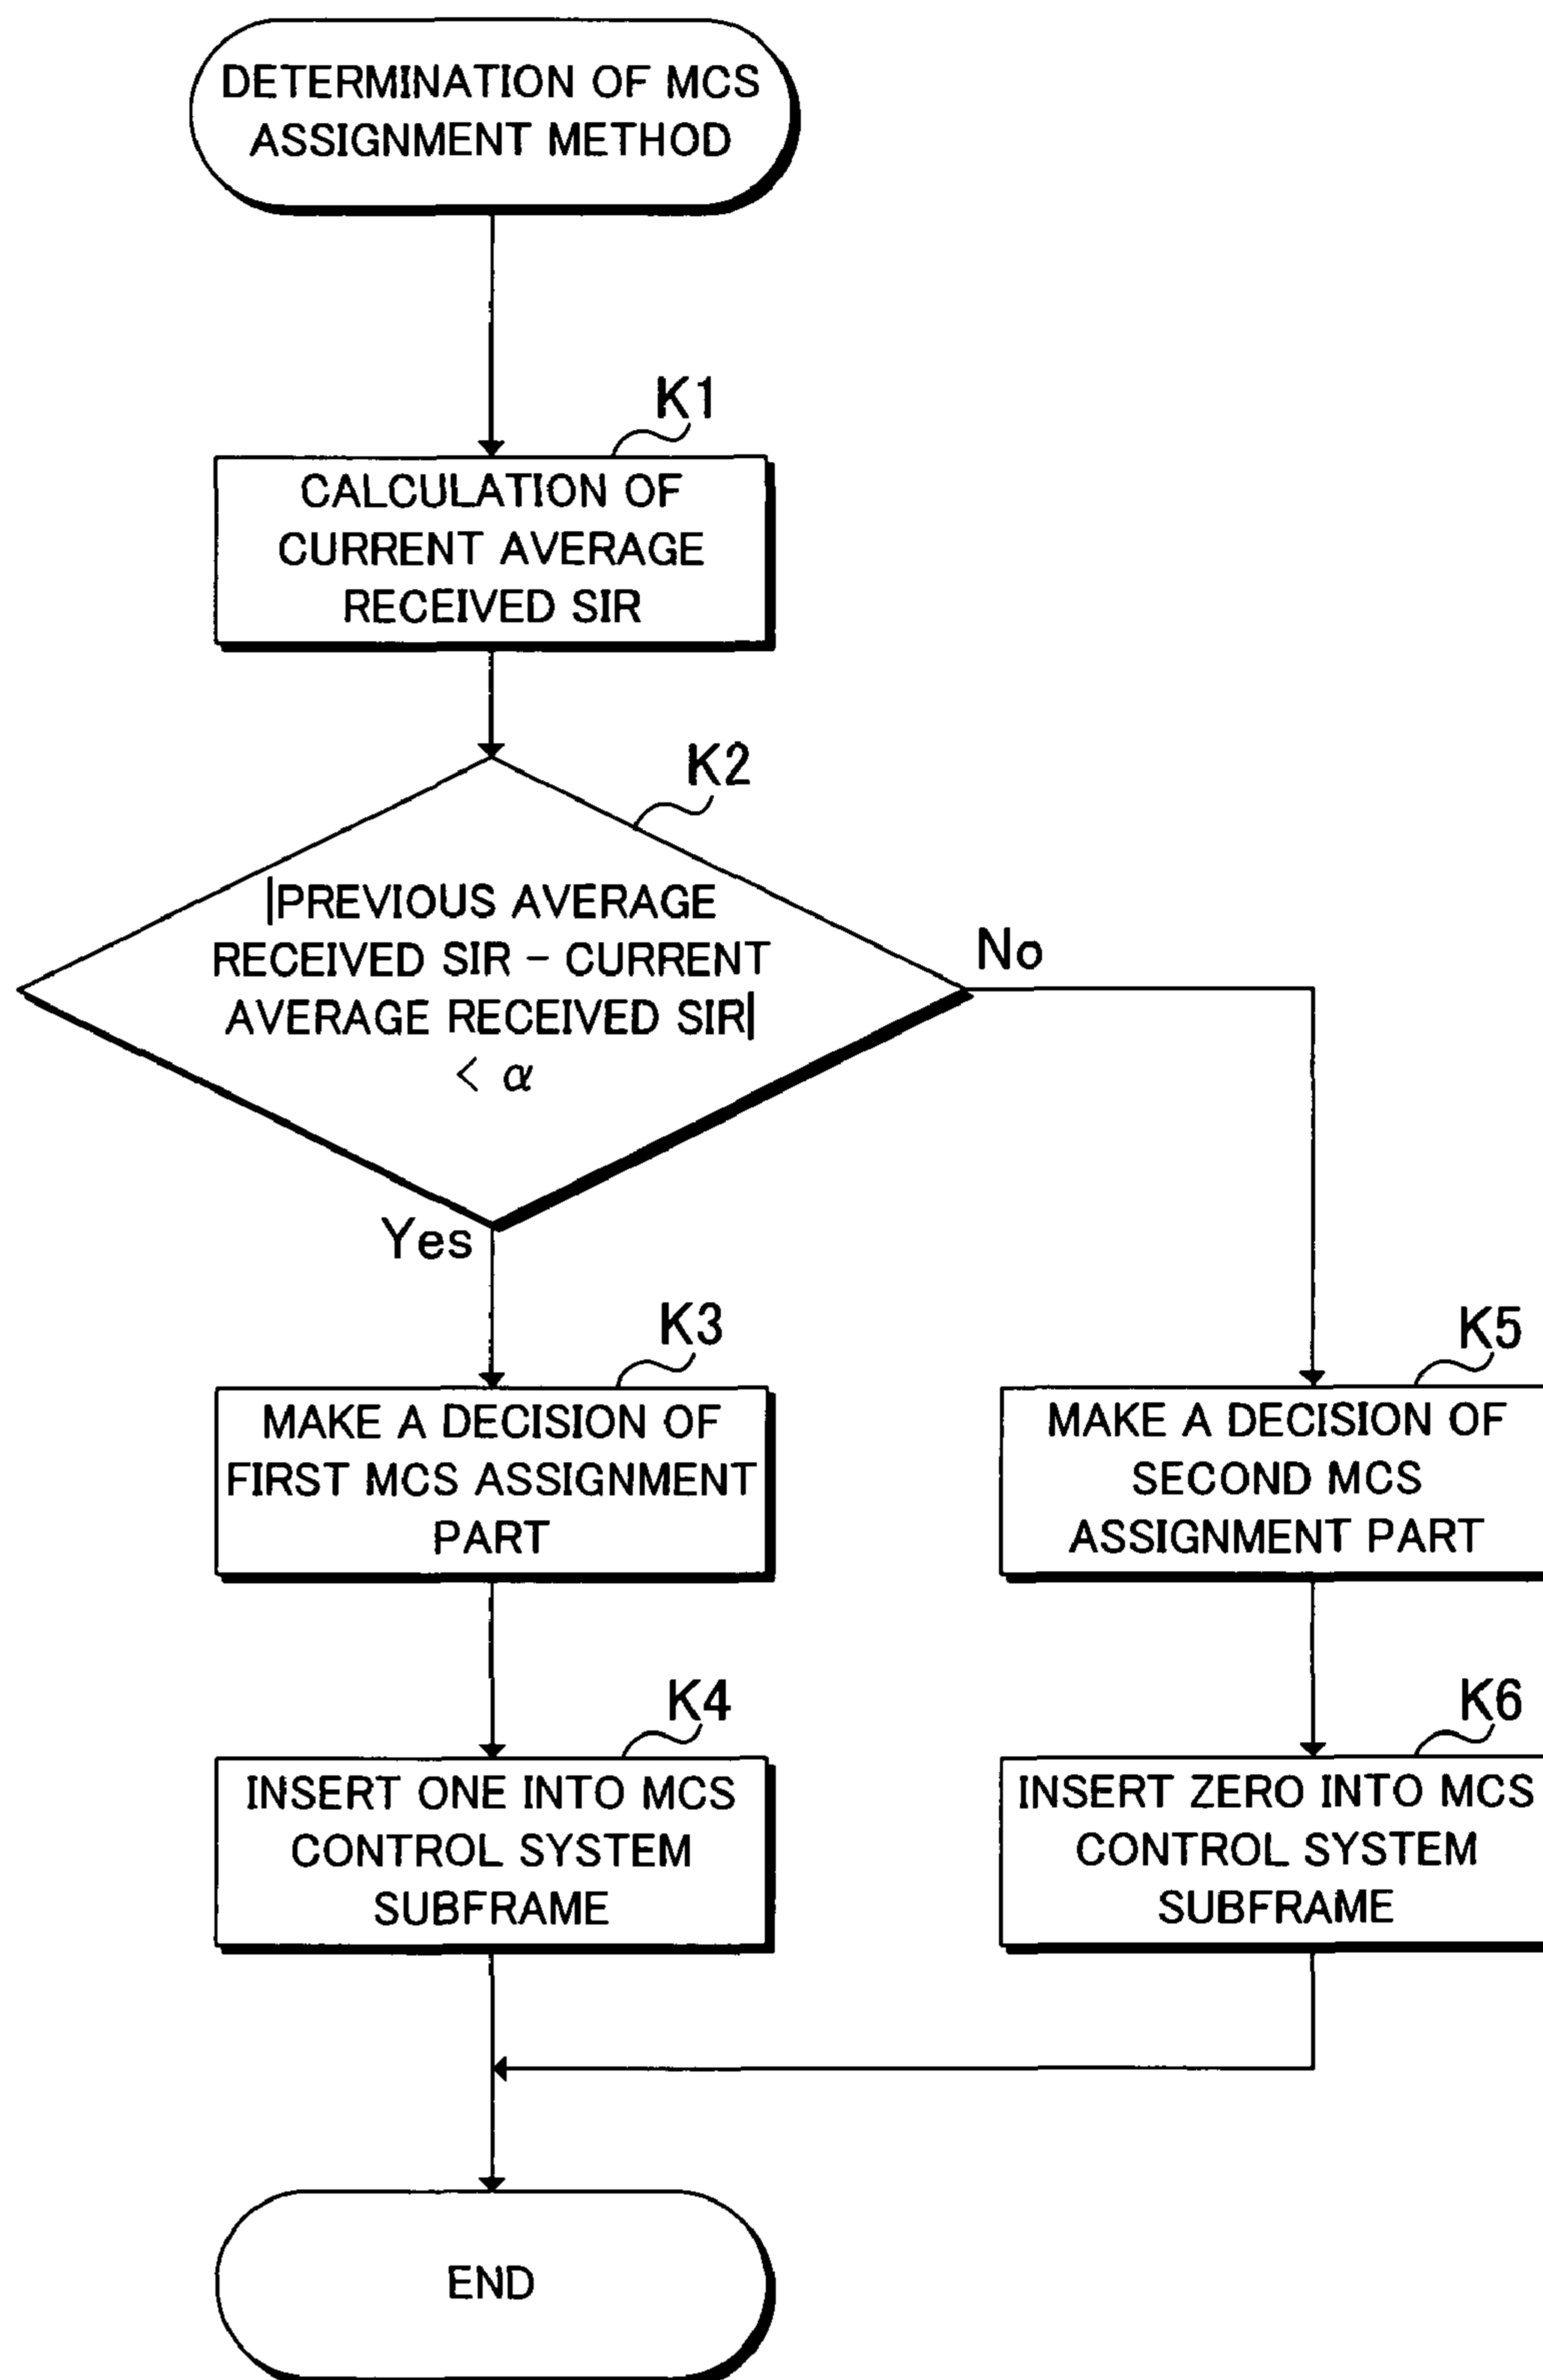 DETERMINATION OF MCS
ASSIGNMENT METHOD
K1
CALCULATION OF
CURRENT AVERAGE
RECEIVED SIR
K2
|PREVIOUS AVERAGE
RECEIVED SIR – CURRENT
AVERAGE RECEIVED SIR|
< α
No
Yes
K3
MAKE A DECISION OF
FIRST MCS ASSIGNMENT
PART
K4
INSERT ONE INTO MCS
CONTROL SYSTEM
SUBFRAME
K5
MAKE A DECISION OF
SECOND MCS
ASSIGNMENT PART
K6
INSERT ZERO INTO MCS
CONTROL SYSTEM
SUBFRAME
END